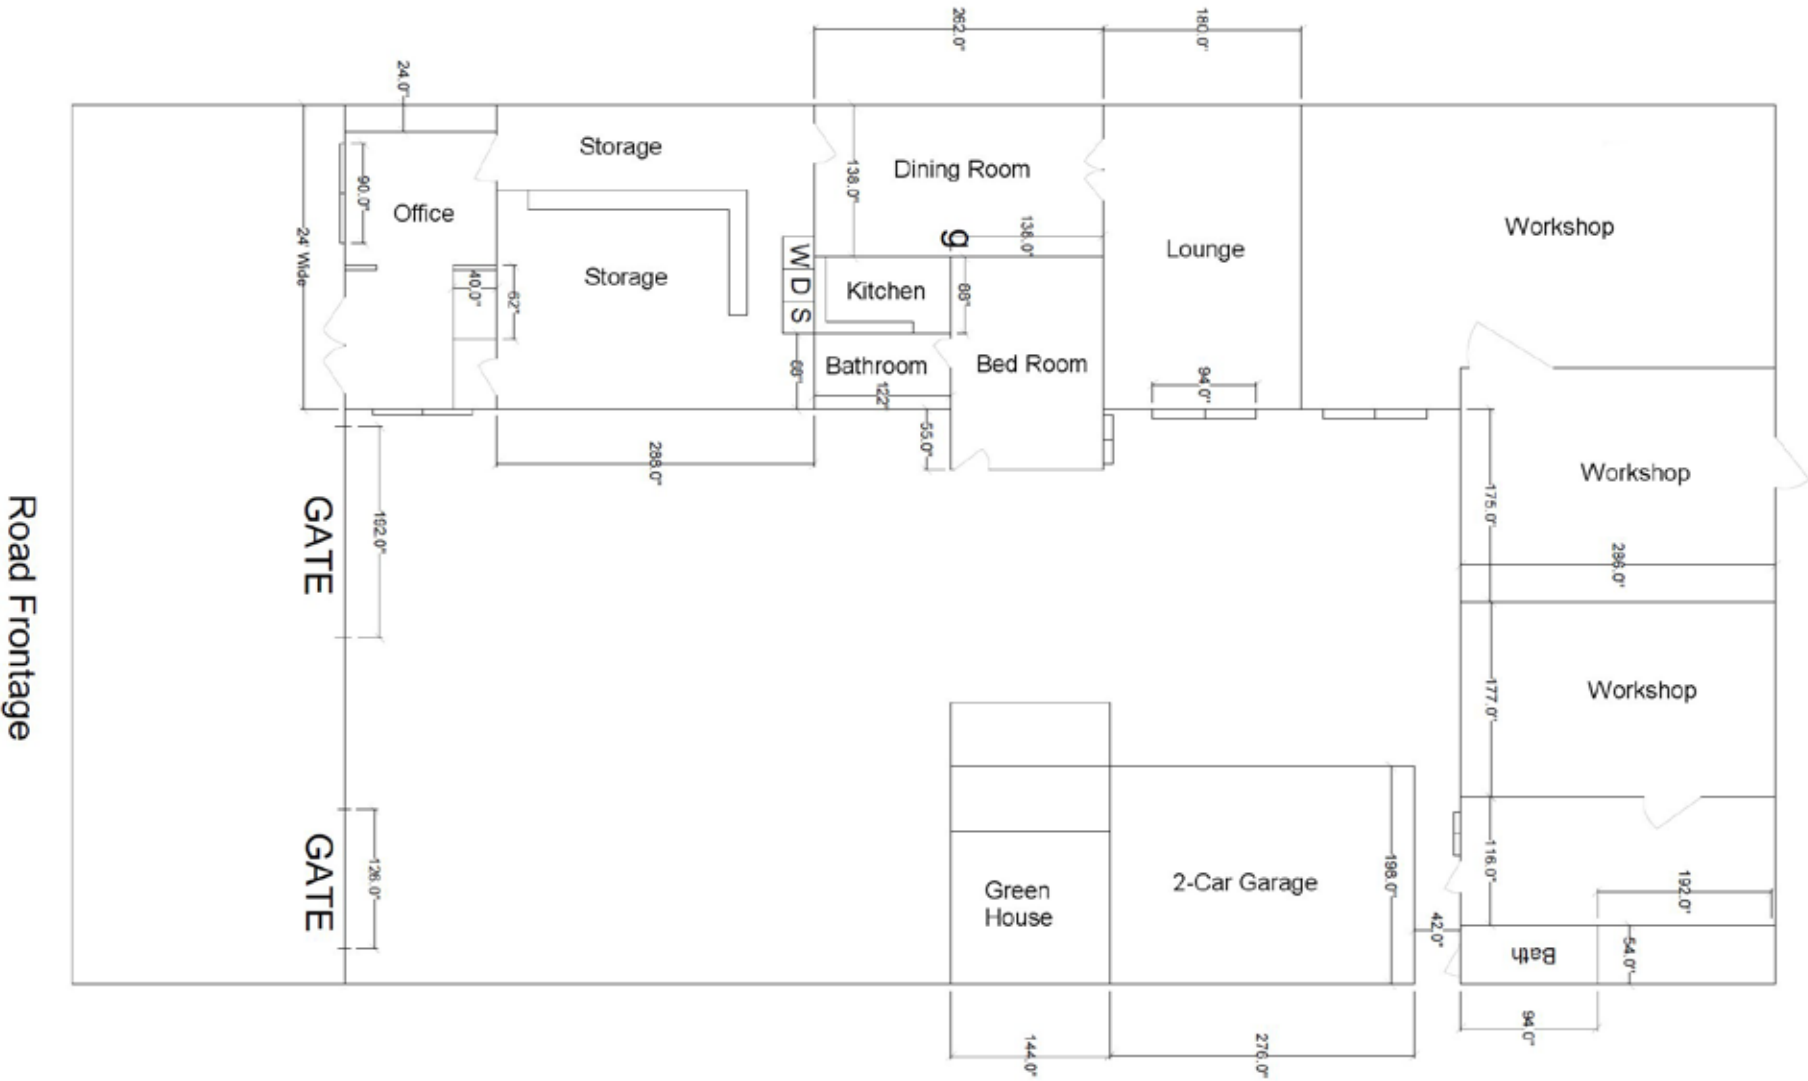 262.0"
180.0"
24.0"
Storage
138.0"
Dining Room
90.0"
Office
Workshop
g
138.0"
Lounge
24' Wide
Storage
W
D
S
Kitchen
88"
40.0"
62"
Bathroom
Bed Room
68"
122"
94.0"
55.0"
288.0"
Workshop
175.0"
GATE
192.0"
286.0"
Road Frontage
177.0"
Workshop
GATE
126.0"
Green
House
2-Car Garage
198.0"
116.0"
192.0"
42.0"
Bath
54.0"
94.0"
144.0"
276.0"